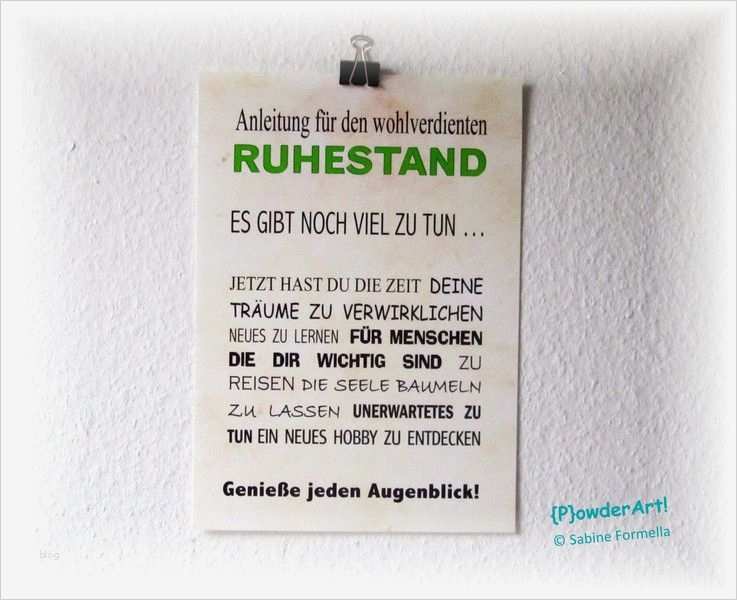 Anleitung für den wohlverdienten
RUHESTAND
ES GIBT NOCH VIEL ZU TUN ...
JETZT HAST DU DIE ZEIT DEINE
TRÄUME ZU VERWIRKLICHEN
NEUES ZU LERNEN FÜR MENSCHEN
DIE DIR WICHTIG SIND ZU
REISEN DIE SEELE BAUMELN
ZU LASSEN UNERWARTETES ZU
TUN EIN NEUES HOBBY ZU ENTDECKEN
Genieße jeden Augenblick!
{P}owderArt!
© Sabine Formella
blog